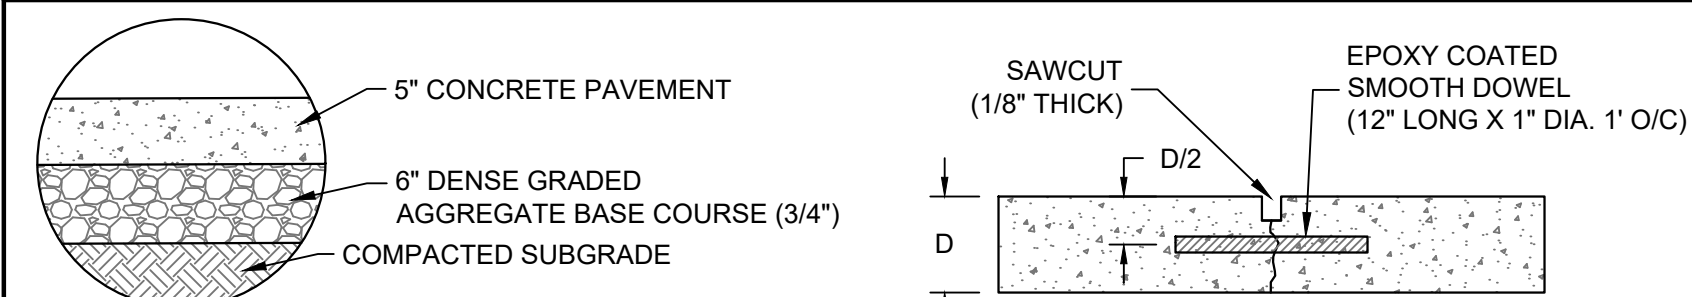 5" CONCRETE PAVEMENT
6" DENSE GRADED
AGGREGATE BASE COURSE (3/4")
COMPACTED SUBGRADE
SAWCUT
(1/8" THICK)
EPOXY COATED
SMOOTH DOWEL
(12" LONG X 1" DIA. 1' O/C)
D/2
D